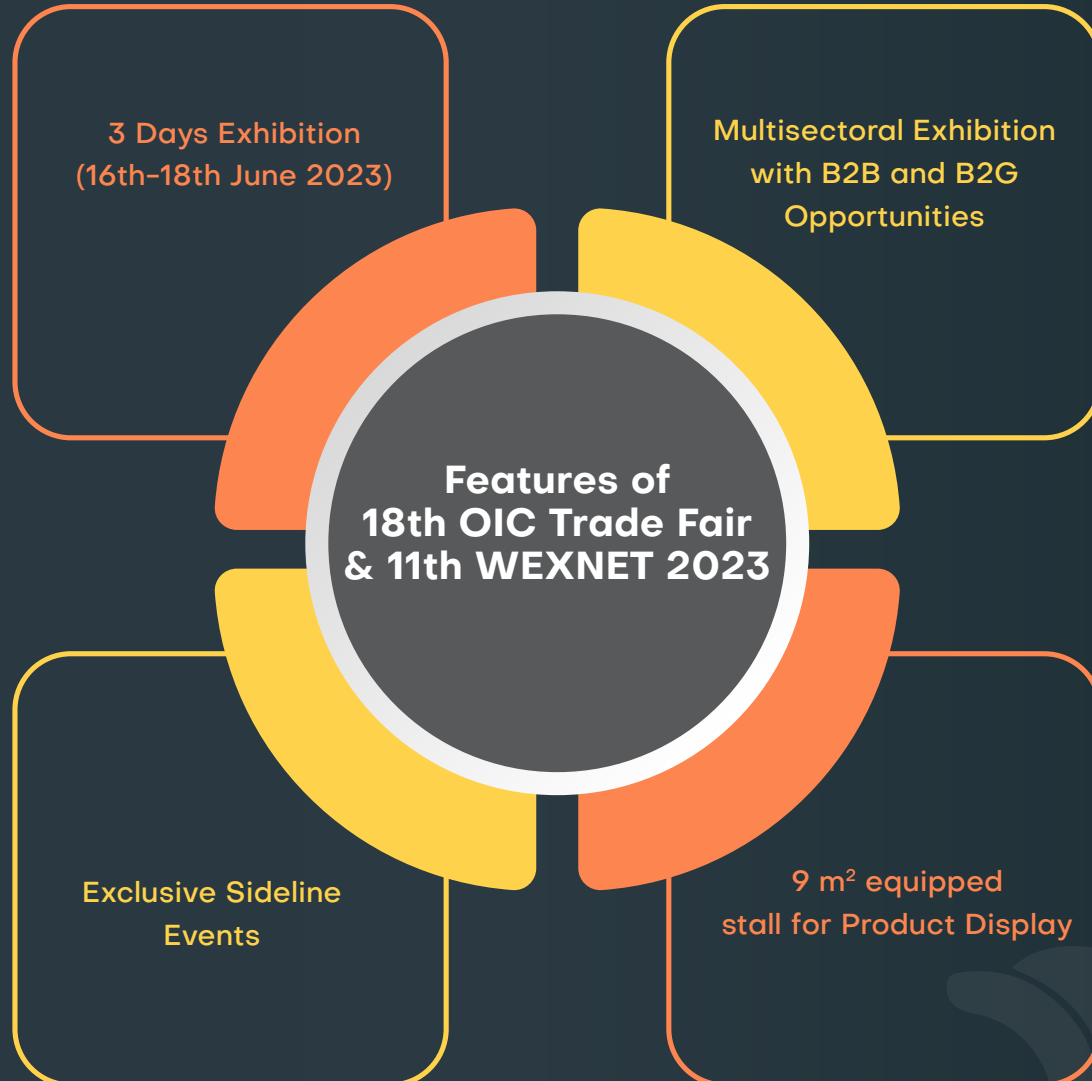 3 Days Exhibition
(16th-18th June 2023)
Multisectoral Exhibition
with B2B and B2G
Opportunities
Features of
18th OIC Trade Fair
& 11th WEXNET 2023
Exclusive Sideline
Events
9 m² equipped
stall for Product Display